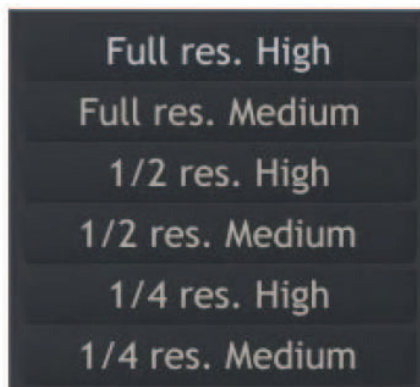 Full res. High
Full res. Medium
1/2 res. High
1/2 res. Medium
1/4 res. High
1/4 res. Medium